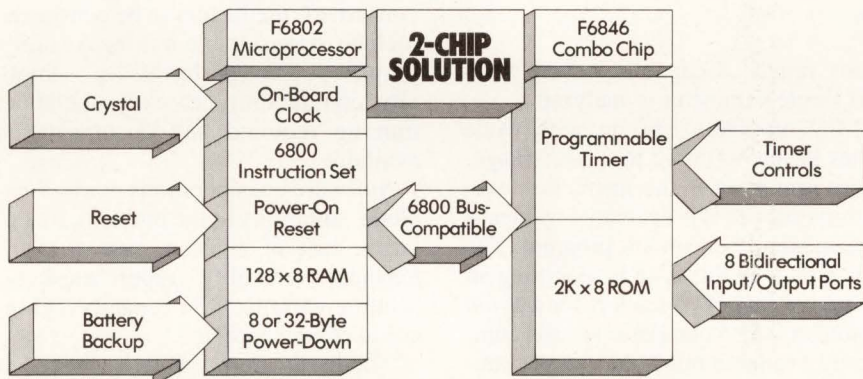 F6802
Microprocessor
2-CHIP
SOLUTION
F6846
Combo Chip
Crystal
On-Board
Clock
6800
Instruction Set
Programmable
Timer
Timer
Controls
Reset
Power-On
Reset
6800 Bus-
Compatible
128 x 8 RAM
2K x 8 ROM
8 Bidirectional
Input/Output Ports
Battery
Backup
8 or 32-Byte
Power-Down